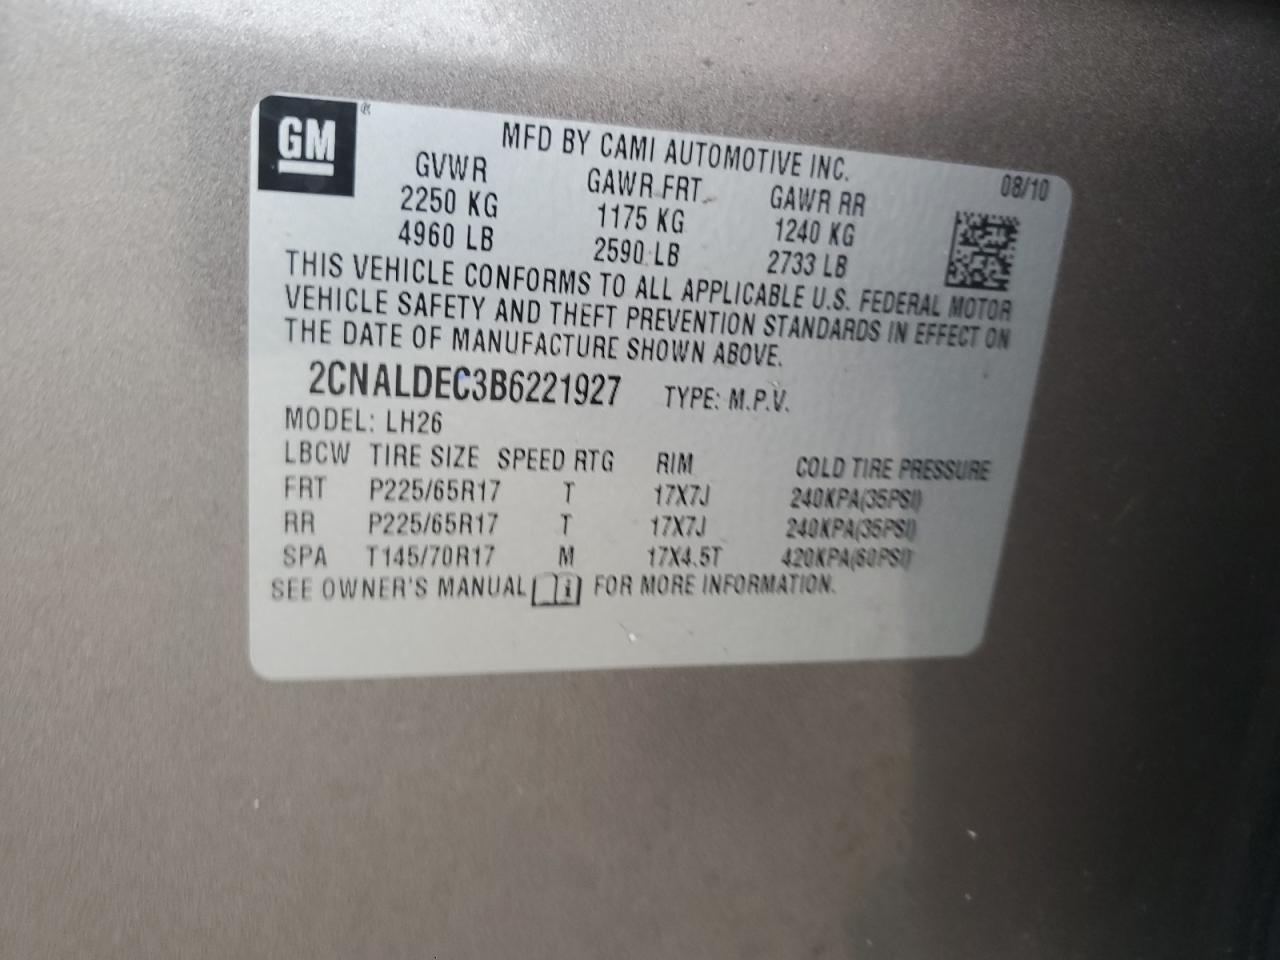 GM ®
MFD BY CAMI AUTOMOTIVE INC.
08/10
GVWR GAWR FRT GAWR RR
2250 KG 1175 KG 1240 KG
4960 LB 2590 LB 2733 LB
THIS VEHICLE CONFORMS TO ALL APPLICABLE U.S. FEDERAL MOTOR
VEHICLE SAFETY AND THEFT PREVENTION STANDARDS IN EFFECT ON
THE DATE OF MANUFACTURE SHOWN ABOVE.
2CNALDEC3B6221927 TYPE: M.P.V.
MODEL: LH26
LBCW TIRE SIZE SPEED RTG RIM COLD TIRE PRESSURE
FRT P225/65R17 T 17X7J 240KPA(35PSI)
RR P225/65R17 T 17X7J 240KPA(35PSI)
SPA T145/70R17 M 17X4.5T 420KPA(60PSI)
SEE OWNER'S MANUAL i FOR MORE INFORMATION.